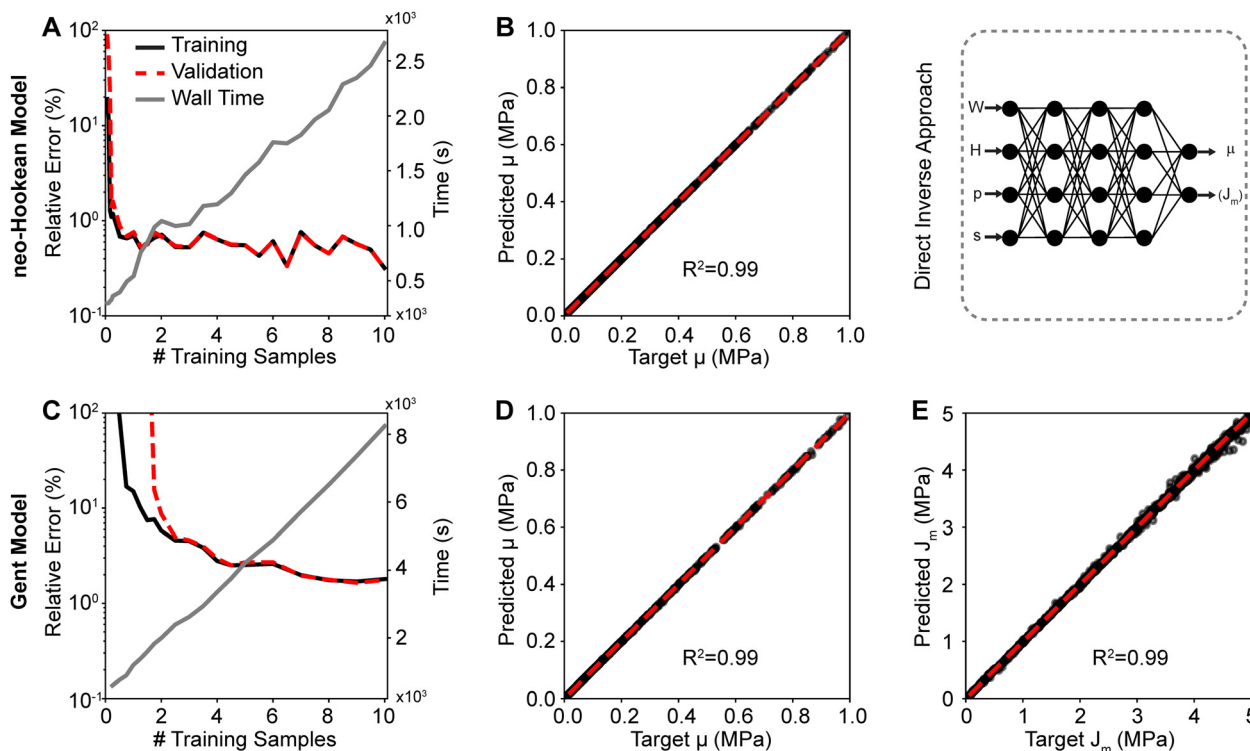 A
neo-Hookean Model
Relative Error (%)
10²
10¹
10⁰
10⁻¹
Training
Validation
Wall Time
x10³
2.5
2.0
1.5
1.0
0.5
x10³
Time (s)
0 2 4 6 8 10
# Training Samples
B
Predicted µ (MPa)
1.0
0.8
0.6
0.4
0.2
0.0
R²=0.99
0.0 0.2 0.4 0.6 0.8 1.0
Target µ (MPa)
Direct Inverse Approach
W
H
p
s
µ
(Jₘ)
C
Gent Model
Relative Error (%)
10²
10¹
10⁰
10⁻¹
x10³
8
6
4
2
x10³
Time (s)
0 2 4 6 8 10
# Training Samples
D
Predicted µ (MPa)
1.0
0.8
0.6
0.4
0.2
0.0
R²=0.99
0.0 0.2 0.4 0.6 0.8 1.0
Target µ (MPa)
E
Predicted Jₘ (MPa)
5
4
3
2
1
0
R²=0.99
0 1 2 3 4 5
Target Jₘ (MPa)